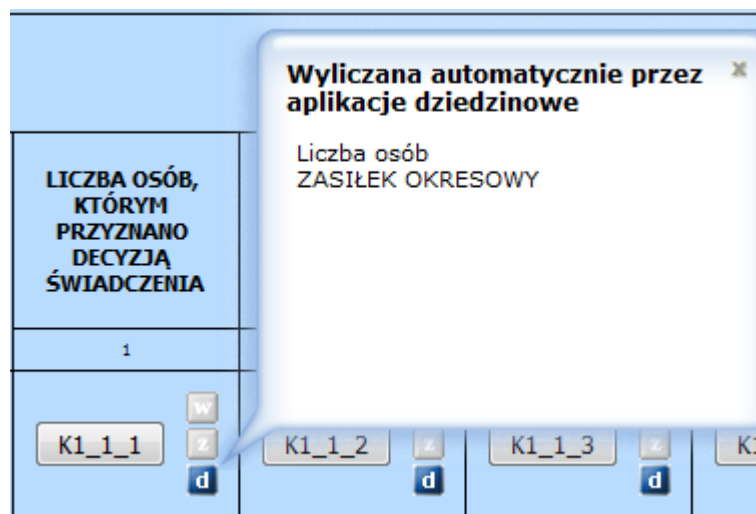 Wyliczana automatycznie przez
aplikacje dziedzinowe
x
Liczba osób
ZASIŁEK OKRESOWY
LICZBA OSÓB,
KTÓRYM
PRZYZNANO
DECYZJĄ
ŚWIADCZENIA
1
w
K1_1_1 z K1_1_2 z K1_1_3 z K1
d d d